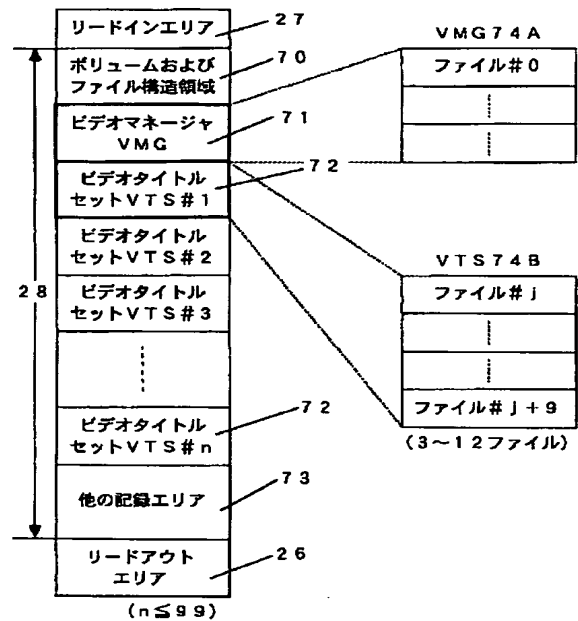 リードインエリア
27
ボリュームおよび
ファイル構造領域
70
ビデオマネージャ
VMG
71
ビデオタイトル
セットVTS#1
72
ビデオタイトル
セットVTS#2
ビデオタイトル
セットVTS#3
28
ビデオタイトル
セットVTS#n
72
他の記録エリア
73
リードアウト
エリア
26
(n≦99)
VMG74A
ファイル#0
VTS74B
ファイル#j
ファイル#j+9
(3~12ファイル)